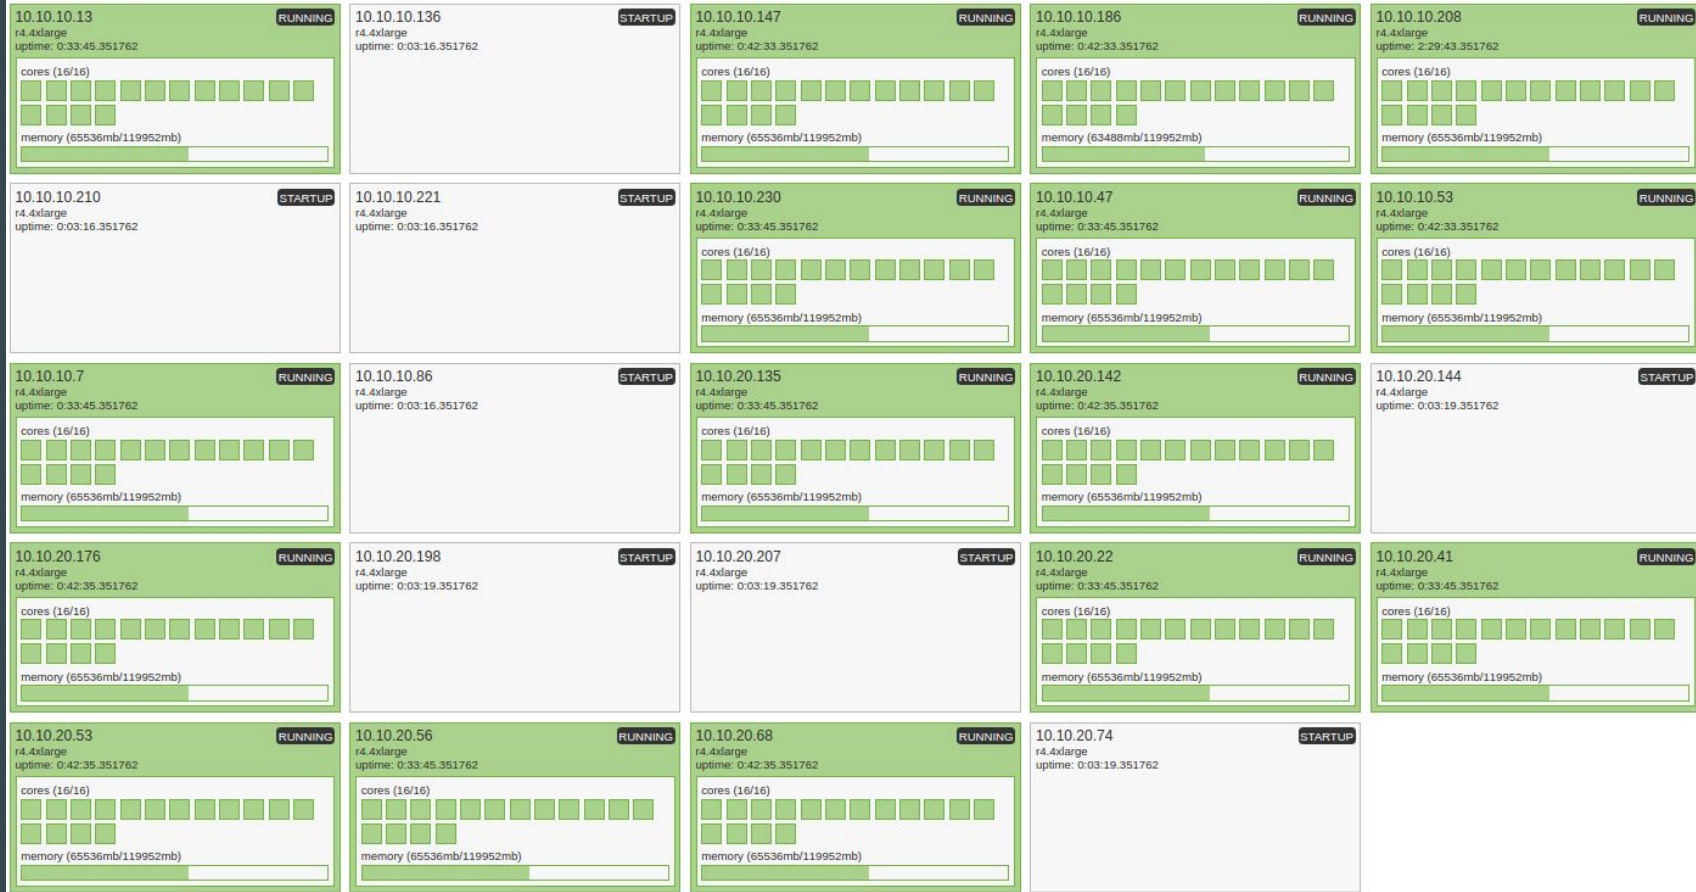 10.10.10.13 RUNNING
r4.4xlarge
uptime: 0:33:45.351762
cores (16/16)
memory (65536mb/119952mb)
10.10.10.136 STARTUP
r4.4xlarge
uptime: 0:03:16.351762
10.10.10.147 RUNNING
r4.4xlarge
uptime: 0:42:33.351762
cores (16/16)
memory (65536mb/119952mb)
10.10.10.186 RUNNING
r4.4xlarge
uptime: 0:42:33.351762
cores (16/16)
memory (63488mb/119952mb)
10.10.10.208 RUNNING
r4.4xlarge
uptime: 2:29:43.351762
cores (16/16)
memory (65536mb/119952mb)
10.10.10.210 STARTUP
r4.4xlarge
uptime: 0:03:16.351762
10.10.10.221 STARTUP
r4.4xlarge
uptime: 0:03:16.351762
10.10.10.230 RUNNING
r4.4xlarge
uptime: 0:33:45.351762
cores (16/16)
memory (65536mb/119952mb)
10.10.10.47 RUNNING
r4.4xlarge
uptime: 0:33:45.351762
cores (16/16)
memory (65536mb/119952mb)
10.10.10.53 RUNNING
r4.4xlarge
uptime: 0:42:33.351762
cores (16/16)
memory (65536mb/119952mb)
10.10.10.7 RUNNING
r4.4xlarge
uptime: 0:33:45.351762
cores (16/16)
memory (65536mb/119952mb)
10.10.10.86 STARTUP
r4.4xlarge
uptime: 0:03:16.351762
10.10.20.135 RUNNING
r4.4xlarge
uptime: 0:33:45.351762
cores (16/16)
memory (65536mb/119952mb)
10.10.20.142 RUNNING
r4.4xlarge
uptime: 0:42:35.351762
cores (16/16)
memory (65536mb/119952mb)
10.10.20.144 STARTUP
r4.4xlarge
uptime: 0:03:19.351762
10.10.20.176 RUNNING
r4.4xlarge
uptime: 0:42:35.351762
cores (16/16)
memory (65536mb/119952mb)
10.10.20.198 STARTUP
r4.4xlarge
uptime: 0:03:19.351762
10.10.20.207 STARTUP
r4.4xlarge
uptime: 0:03:19.351762
10.10.20.22 RUNNING
r4.4xlarge
uptime: 0:33:45.351762
cores (16/16)
memory (65536mb/119952mb)
10.10.20.41 RUNNING
r4.4xlarge
uptime: 0:33:45.351762
cores (16/16)
memory (65536mb/119952mb)
10.10.20.53 RUNNING
r4.4xlarge
uptime: 0:42:35.351762
cores (16/16)
memory (65536mb/119952mb)
10.10.20.56 RUNNING
r4.4xlarge
uptime: 0:33:45.351762
cores (16/16)
memory (65536mb/119952mb)
10.10.20.68 RUNNING
r4.4xlarge
uptime: 0:42:35.351762
cores (16/16)
memory (65536mb/119952mb)
10.10.20.74 STARTUP
r4.4xlarge
uptime: 0:03:19.351762